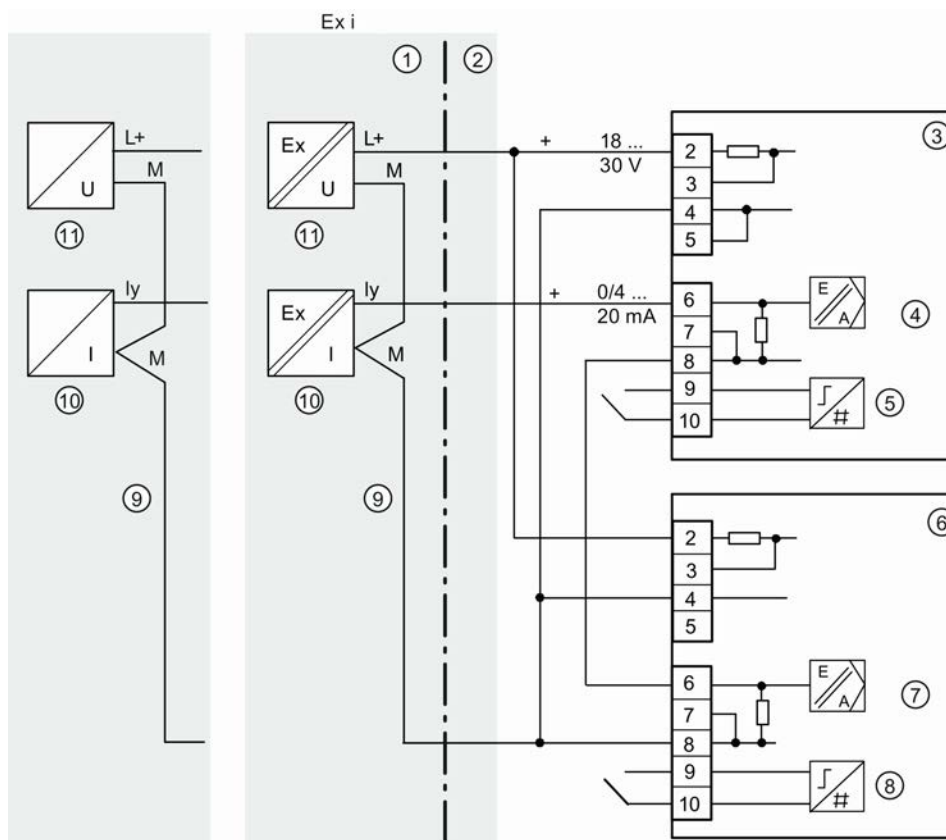 Ex i
① ② ③
L+ M U ⑪
Ex L+ M U ⑪
+ 18 ... 30 V
2
3
4
5
Iy I M ⑩
Ex Iy I M ⑩
+ 0/4 ... 20 mA
6
7
8
9
10
E A ④
# ⑤
⑨ ⑨
⑥
2
3
4
5
6
7
8
9
10
E A ⑦
# ⑧